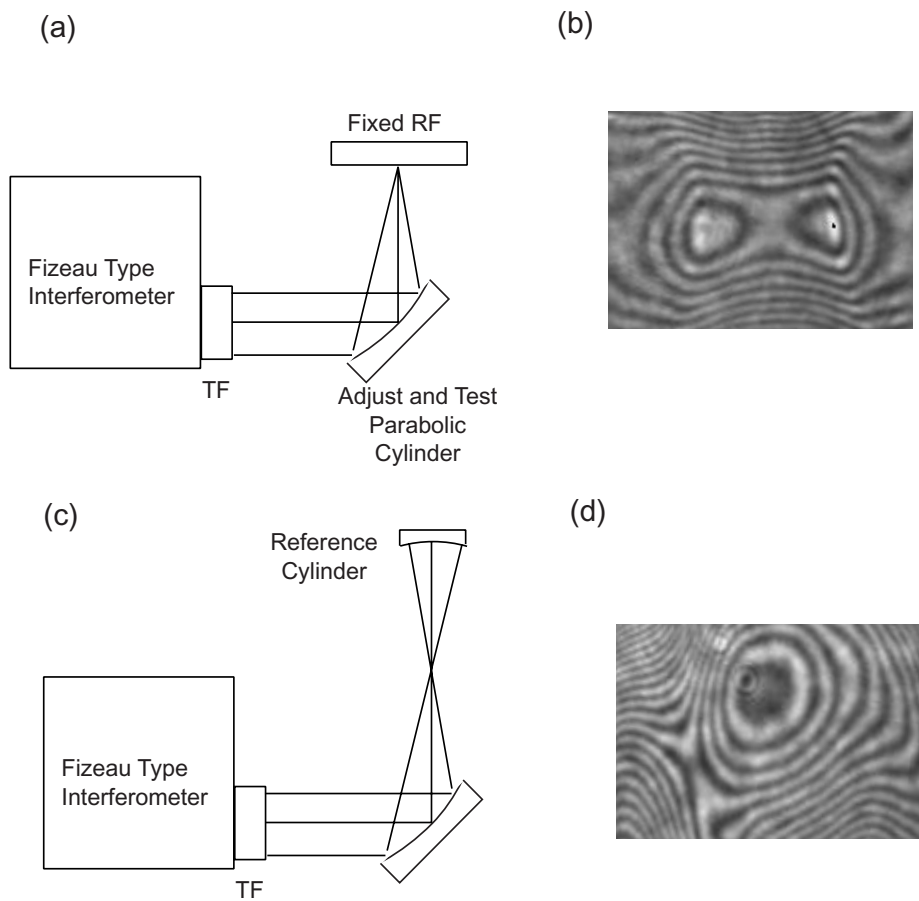 (a)
(b)
Fixed RF
Fizeau Type
Interferometer
TF
Adjust and Test
Parabolic
Cylinder
(c)
(d)
Reference
Cylinder
Fizeau Type
Interferometer
TF